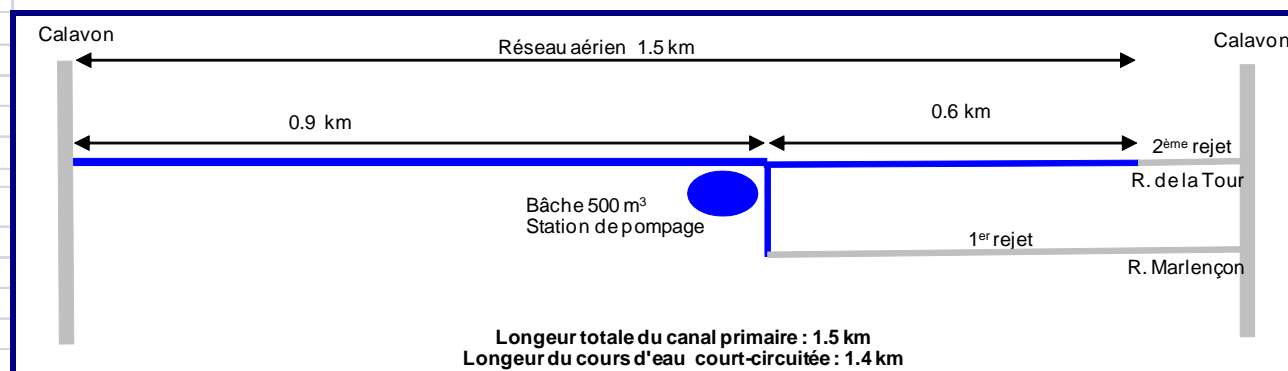 Calavon
Réseau aérien 1.5 km
Calavon
0.9 km
0.6 km
2ème rejet
R. de la Tour
Bâche 500 m³
Station de pompage
1er rejet
R. Marlençon
Longeur totale du canal primaire : 1.5 km
Longeur du cours d'eau court-circuitée : 1.4 km